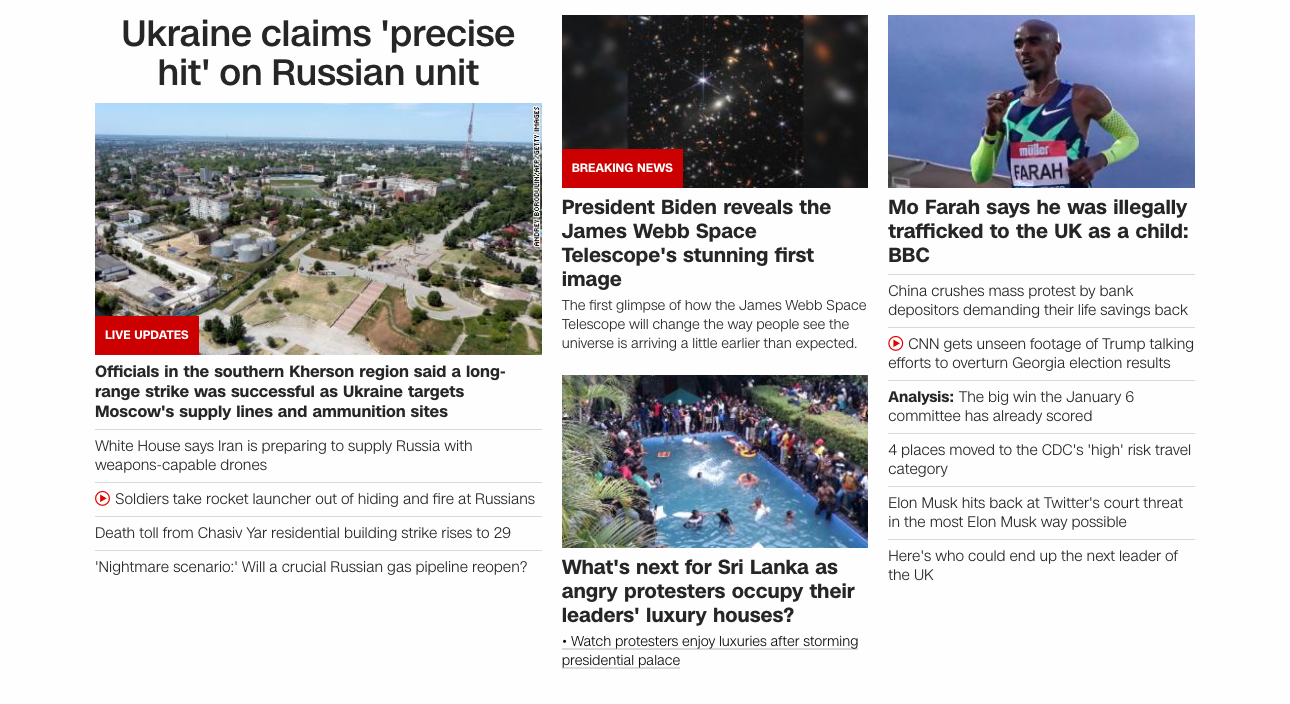 Ukraine claims 'precise
hit' on Russian unit
ANDREY BORODULIN/AFP/GETTY IMAGES
LIVE UPDATES
Officials in the southern Kherson region said a long-
range strike was successful as Ukraine targets
Moscow's supply lines and ammunition sites
White House says Iran is preparing to supply Russia with
weapons-capable drones
Soldiers take rocket launcher out of hiding and fire at Russians
Death toll from Chasiv Yar residential building strike rises to 29
'Nightmare scenario:' Will a crucial Russian gas pipeline reopen?
BREAKING NEWS
President Biden reveals the
James Webb Space
Telescope's stunning first
image
The first glimpse of how the James Webb Space
Telescope will change the way people see the
universe is arriving a little earlier than expected.
What's next for Sri Lanka as
angry protesters occupy their
leaders' luxury houses?
• Watch protesters enjoy luxuries after storming
presidential palace
müller
FARAH
Mo Farah says he was illegally
trafficked to the UK as a child:
BBC
China crushes mass protest by bank
depositors demanding their life savings back
CNN gets unseen footage of Trump talking
efforts to overturn Georgia election results
Analysis: The big win the January 6
committee has already scored
4 places moved to the CDC's 'high' risk travel
category
Elon Musk hits back at Twitter's court threat
in the most Elon Musk way possible
Here's who could end up the next leader of
the UK